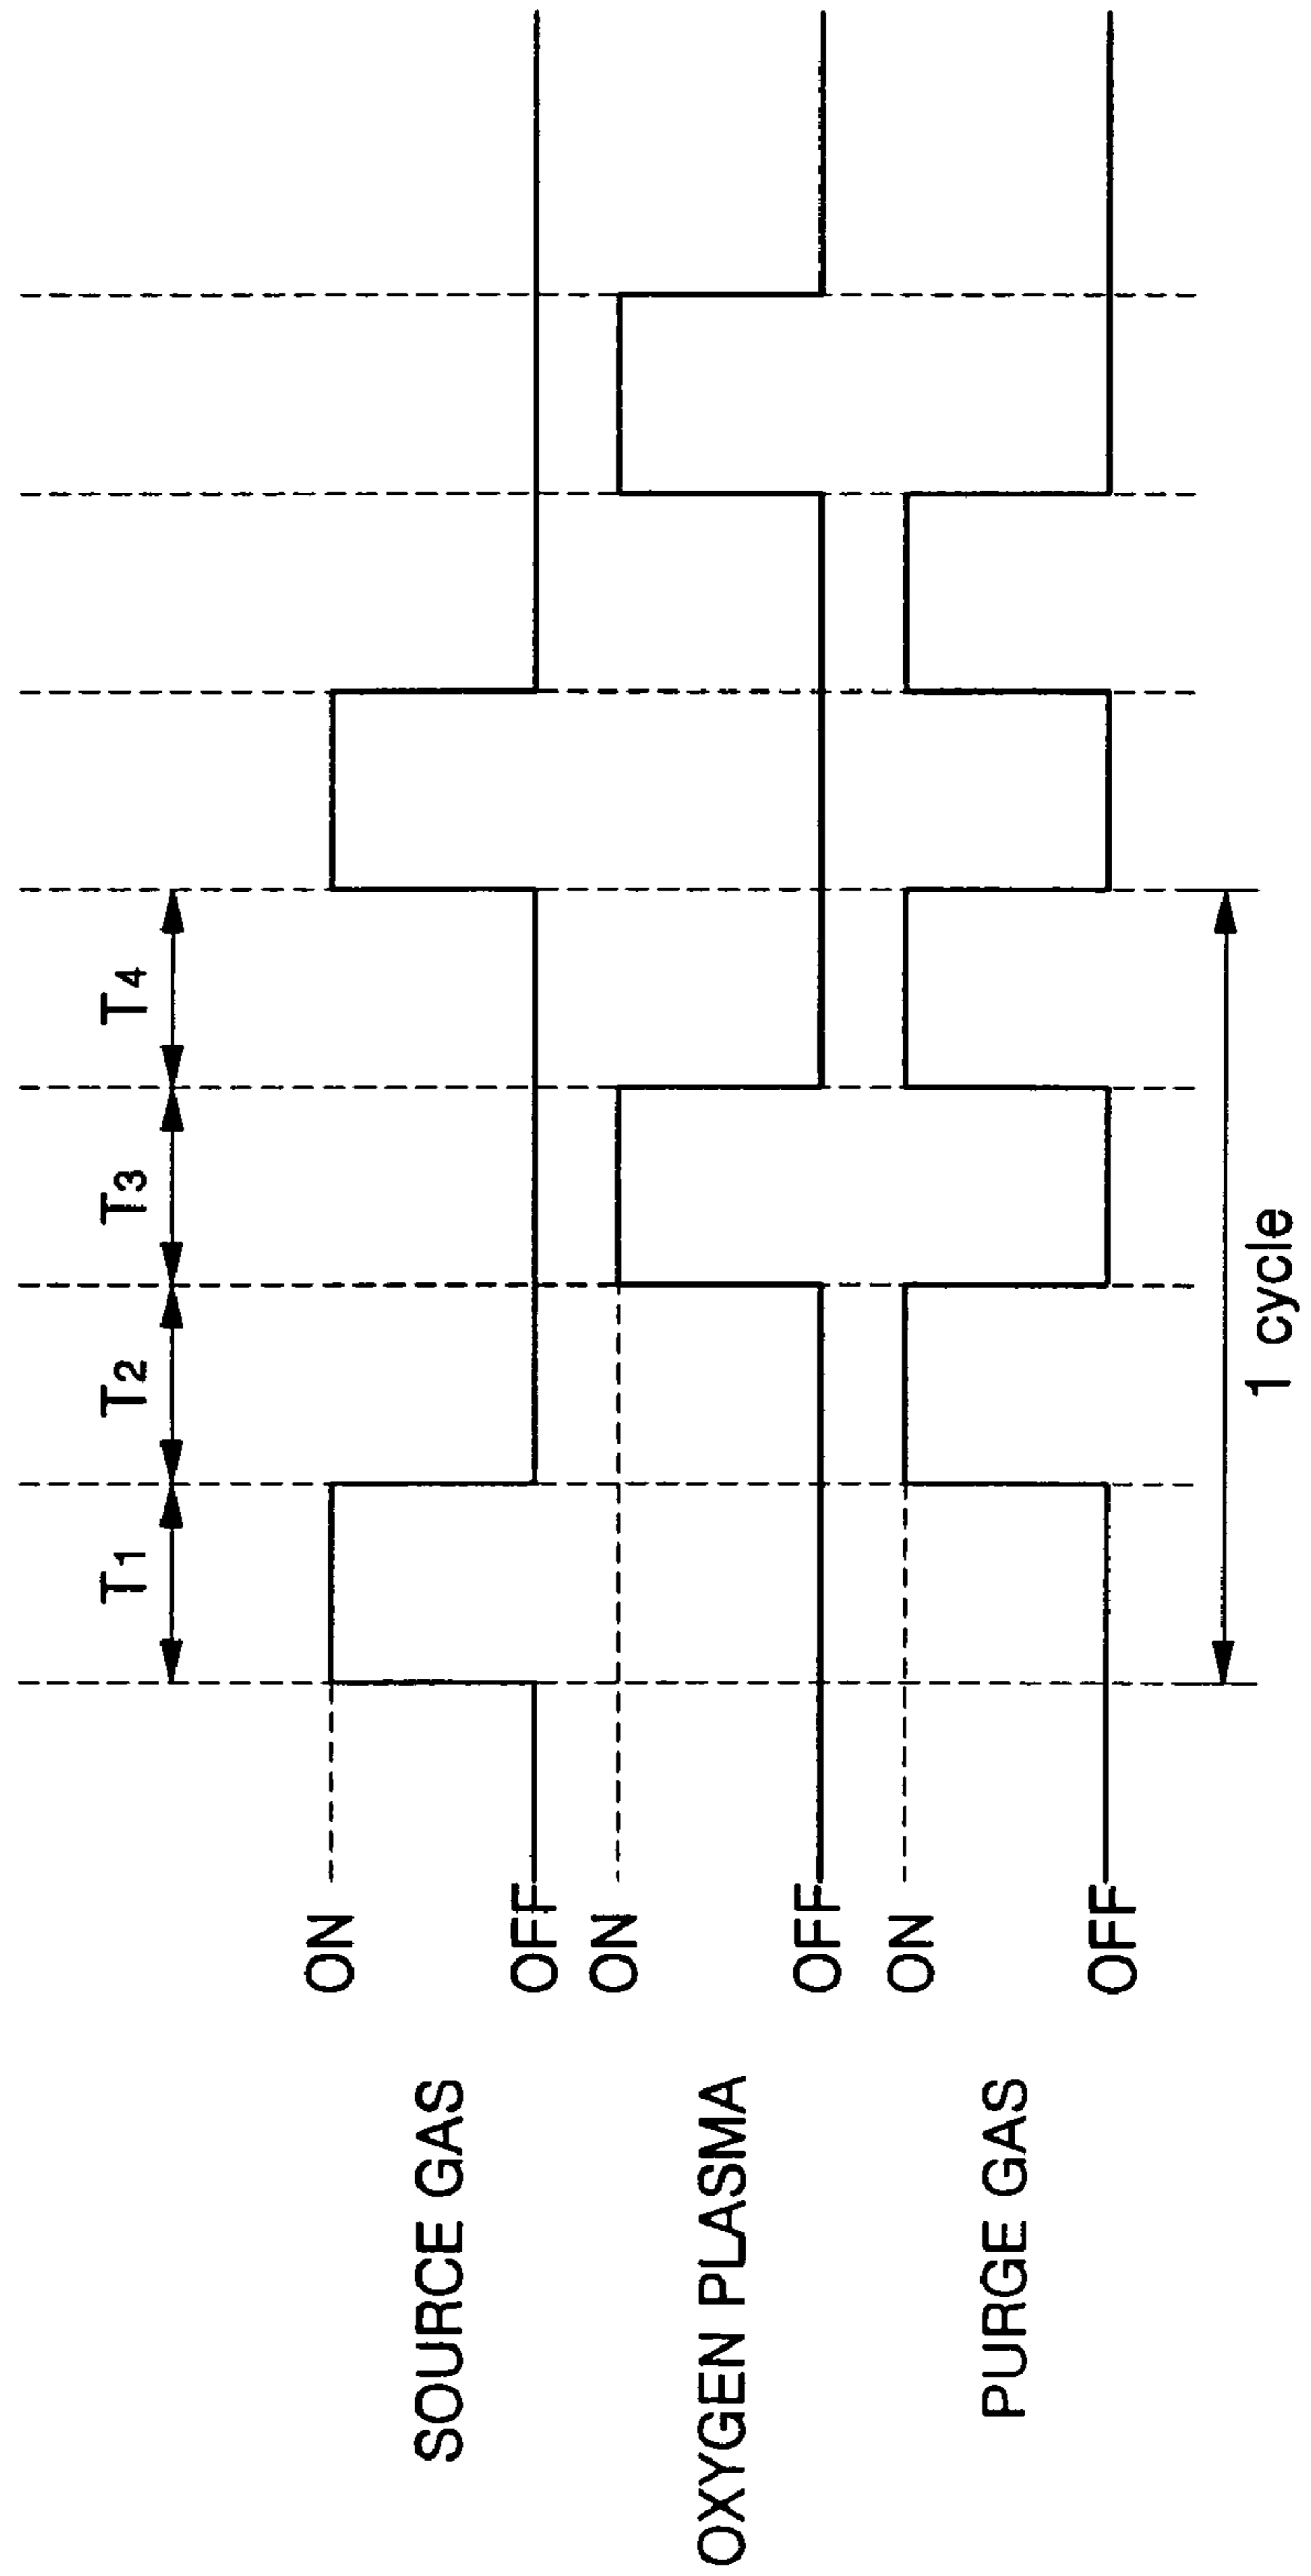 T1 T2 T3 T4
SOURCE GAS
ON
OFF
OXYGEN PLASMA
ON
OFF
PURGE GAS
ON
OFF
1 cycle